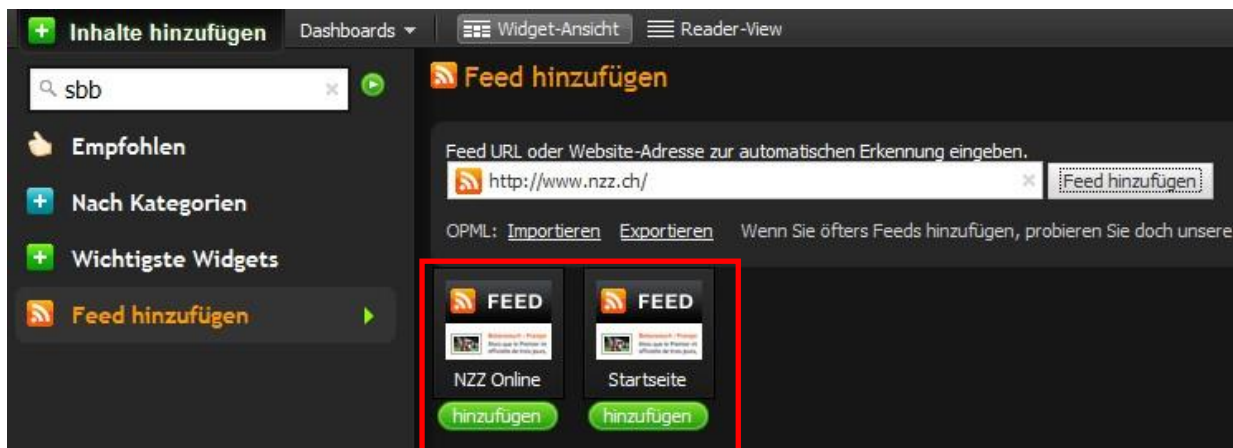 Inhalte hinzufügen Dashboards Widget-Ansicht Reader-View
sbb
Empfohlen
Nach Kategorien
Wichtigste Widgets
Feed hinzufügen
Feed hinzufügen
Feed URL oder Website-Adresse zur automatischen Erkennung eingeben.
http://www.nzz.ch/ Feed hinzufügen
OPML: Importieren Exportieren Wenn Sie öfters Feeds hinzufügen, probieren Sie doch unsere
FEED FEED
NZZ Online Startseite
hinzufügen hinzufügen